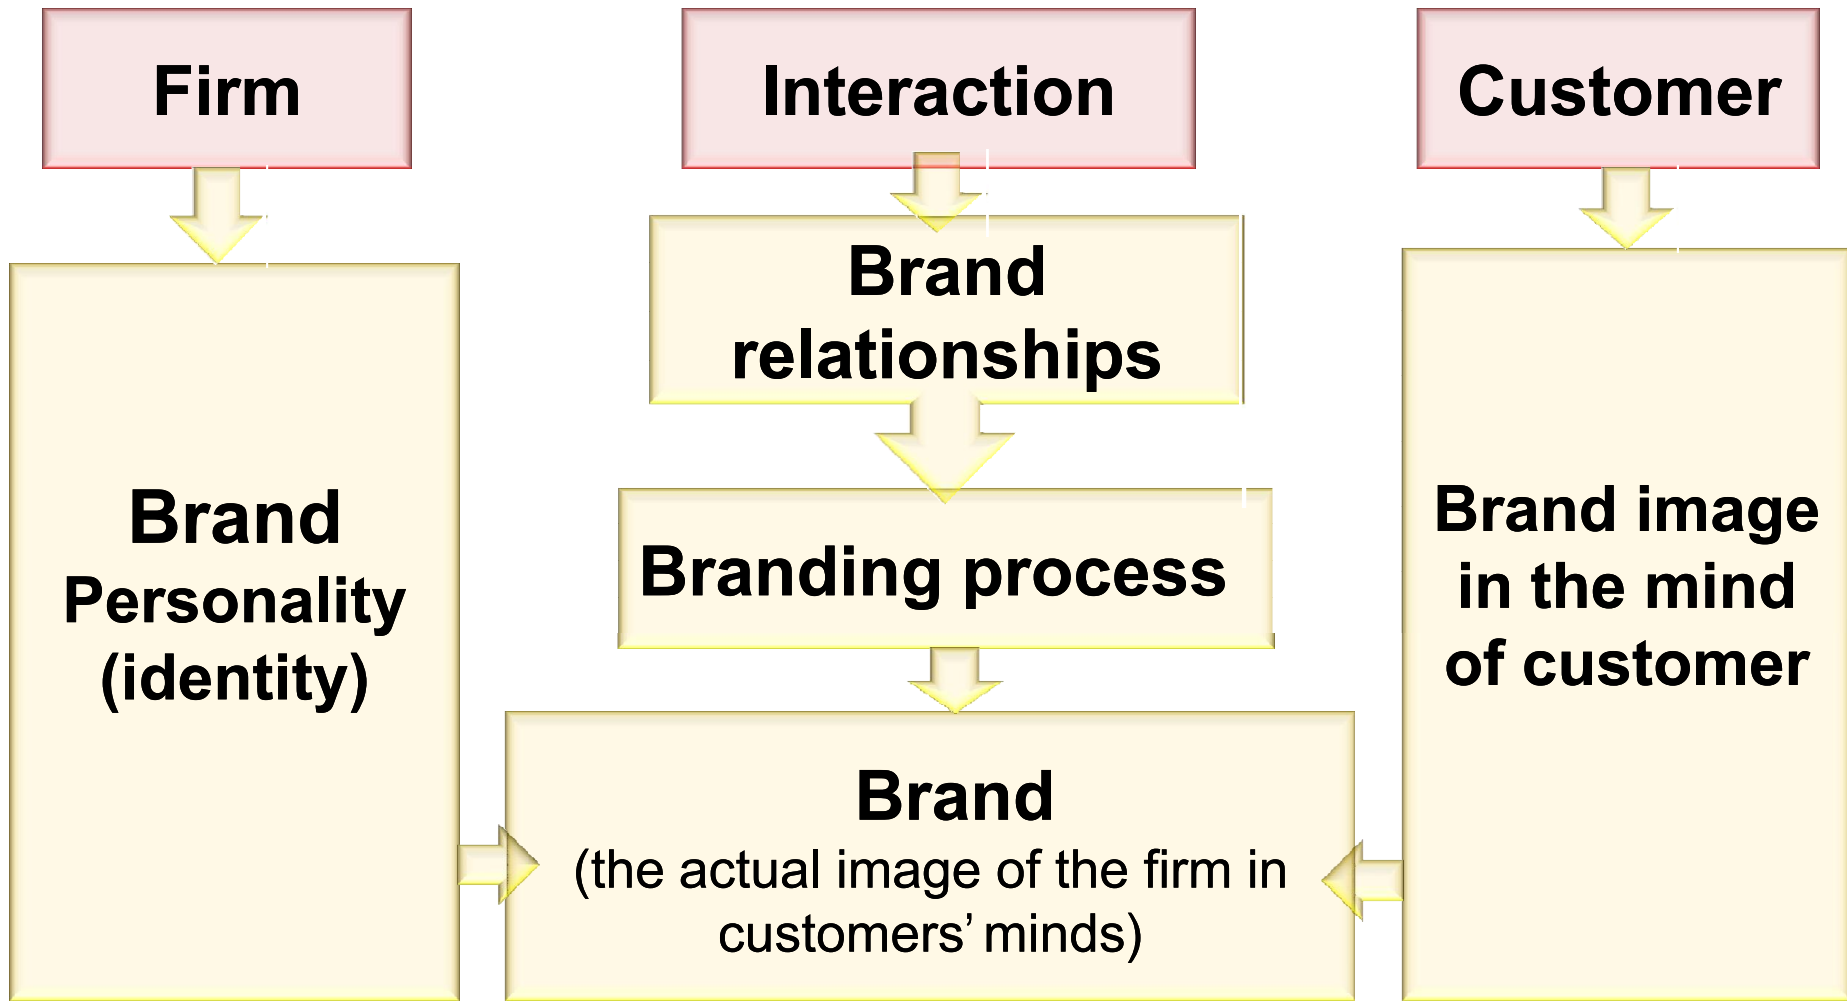 Firm
Interaction
Customer
Brand
relationships
Brand
Personality
(identity)
Branding process
Brand image
in the mind
of customer
Brand
(the actual image of the firm in
customers’ minds)